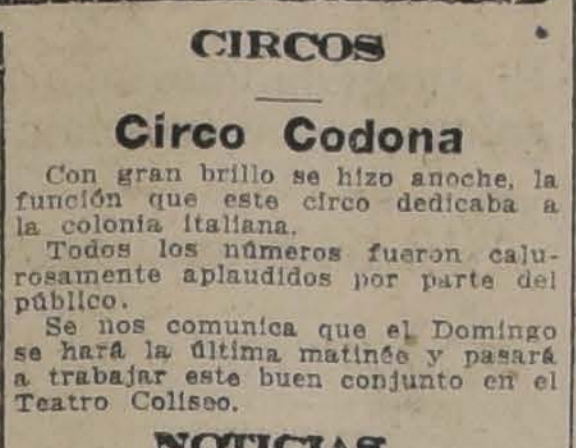 CIRCOS
Circo Codona
Con gran brillo se hizo anoche, la
función que este circo dedicaba a
la colonia italiana.
Todos los números fueron calu-
rosamente aplaudidos por parte del
público.
Se nos comunica que el Domingo
se hará la última matinée y pasará
a trabajar este buen conjunto en el
Teatro Coliseo.
NOTICIAS